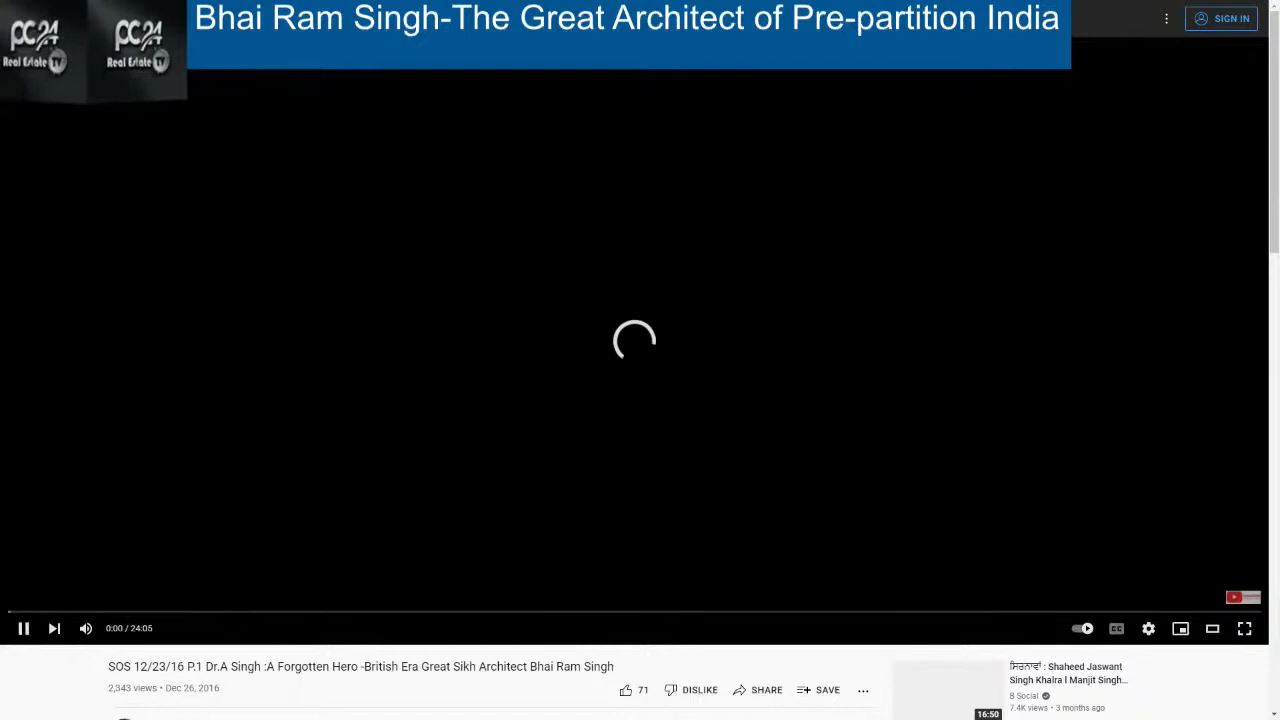 pc24
Real Estate TV
pc24
Real Estate TV
Bhai Ram Singh-The Great Architect of Pre-partition India
SIGN IN
0:00 / 24:05
CC
SOS 12/23/16 P.1 Dr.A Singh :A Forgotten Hero -British Era Great Sikh Architect Bhai Ram Singh
2,343 views • Dec 26, 2016
71
DISLIKE
SHARE
SAVE
16:50
ਸਿਰਨਾਵਾਂ : Shaheed Jaswant
Singh Khalra l Manjit Singh...
B Social
7.4K views • 3 months ago